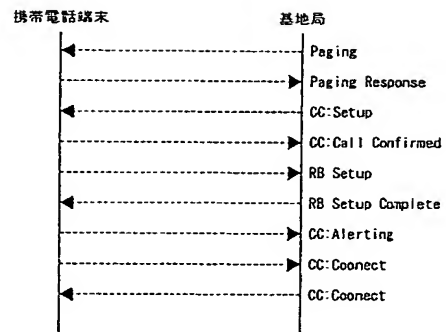 携帯電話端末
基地局
Paging
Paging Response
CC:Setup
CC:Call Confirmed
RB Setup
RB Setup Complete
CC:Alerting
CC:Coonect
CC:Coonect